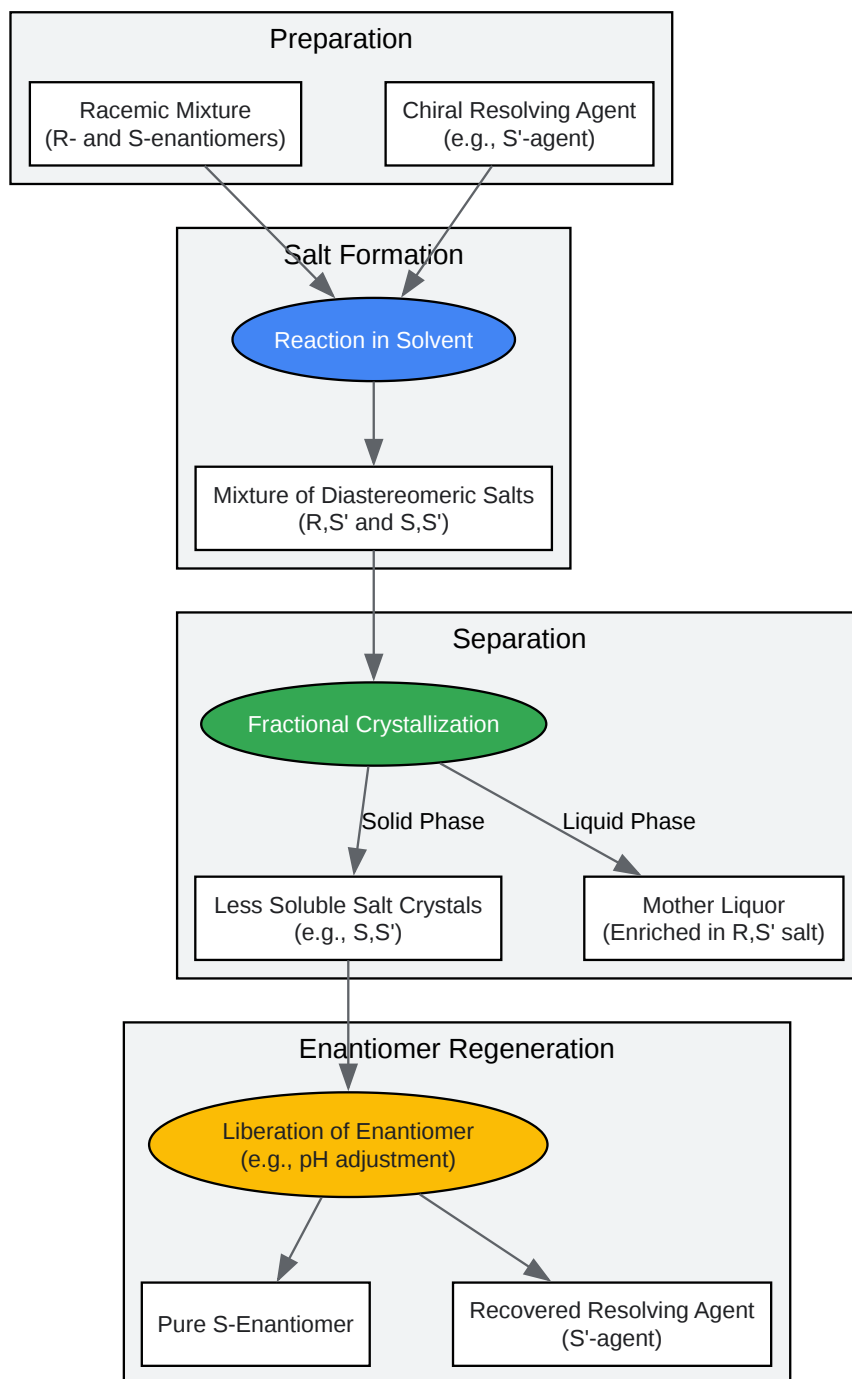 Preparation
Racemic Mixture
(R- and S-enantiomers)
Chiral Resolving Agent
(e.g., S'-agent)
Salt Formation
Reaction in Solvent
Mixture of Diastereomeric Salts
(R,S' and S,S')
Separation
Fractional Crystallization
Solid Phase
Liquid Phase
Less Soluble Salt Crystals
(e.g., S,S')
Mother Liquor
(Enriched in R,S' salt)
Enantiomer Regeneration
Liberation of Enantiomer
(e.g., pH adjustment)
Pure S-Enantiomer
Recovered Resolving Agent
(S'-agent)